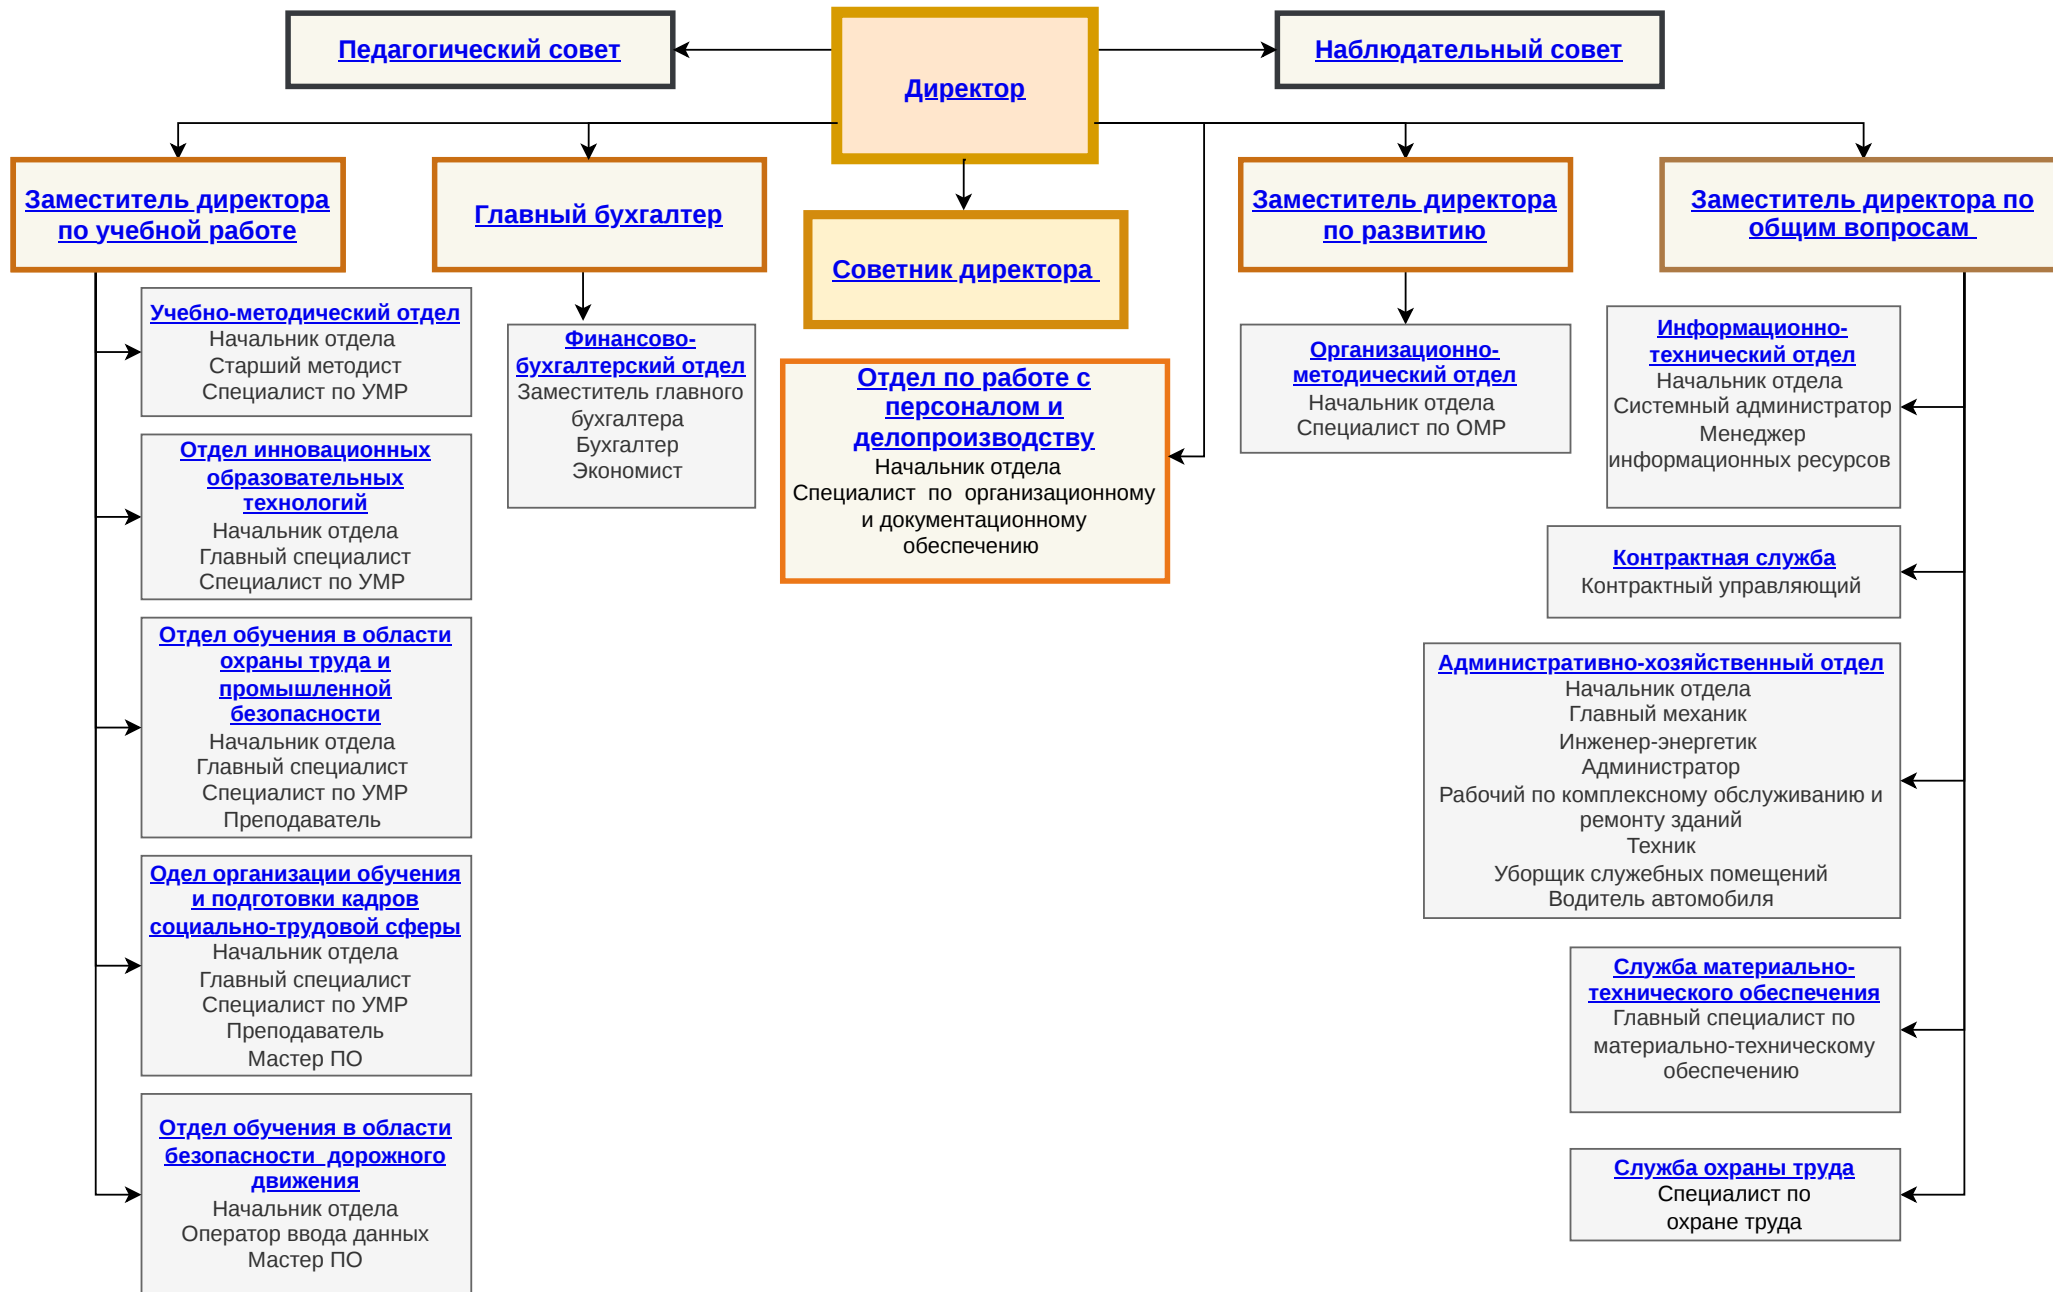 Педагогический совет
Директор
Наблюдательный совет
Заместитель директора
по учебной работе
Главный бухгалтер
Советник директора
Заместитель директора
по развитию
Заместитель директора по
общим вопросам
Учебно-методический отдел
Начальник отдела
Старший методист
Специалист по УМР
Отдел инновационных
образовательных
технологий
Начальник отдела
Главный специалист
Специалист по УМР
Отдел обучения в области
охраны труда и
промышленной
безопасности
Начальник отдела
Главный специалист
Специалист по УМР
Преподаватель
Одел организации обучения
и подготовки кадров
социально-трудовой сферы
Начальник отдела
Главный специалист
Специалист по УМР
Преподаватель
Мастер ПО
Отдел обучения в области
безопасности дорожного
движения
Начальник отдела
Оператор ввода данных
Мастер ПО
Финансово-
бухгалтерский отдел
Заместитель главного
бухгалтера
Бухгалтер
Экономист
Отдел по работе с
персоналом и
делопроизводству
Начальник отдела
Специалист по организационному
и документационному
обеспечению
Организационно-
методический отдел
Начальник отдела
Специалист по ОМР
Информационно-
технический отдел
Начальник отдела
Системный администратор
Менеджер
информационных ресурсов
Контрактная служба
Контрактный управляющий
Административно-хозяйственный отдел
Начальник отдела
Главный механик
Инженер-энергетик
Администратор
Рабочий по комплексному обслуживанию и
ремонту зданий
Техник
Уборщик служебных помещений
Водитель автомобиля
Служба материально-
технического обеспечения
Главный специалист по
материально-техническому
обеспечению
Служба охраны труда
Специалист по
охране труда